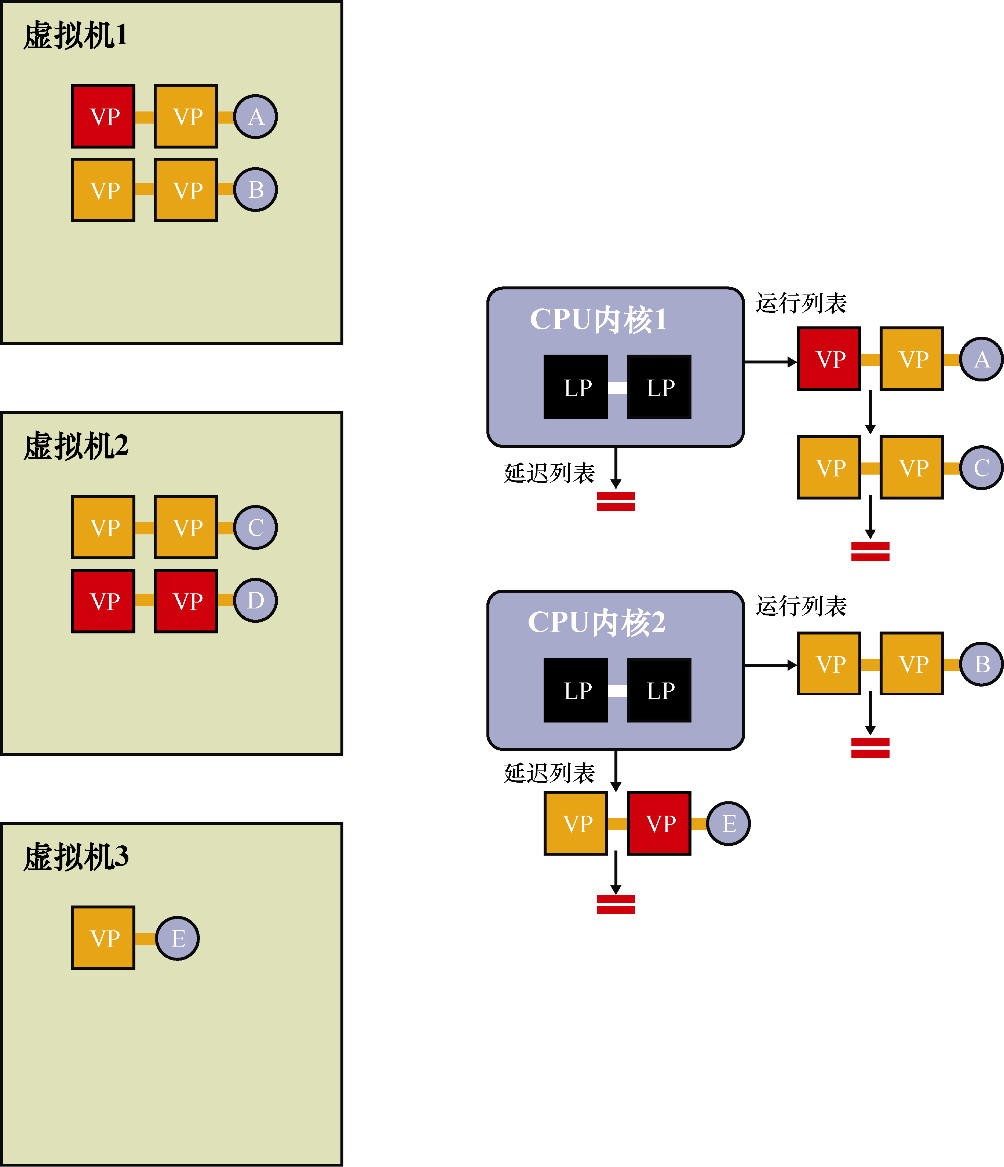 虚拟机1
VP VP A
VP VP B
虚拟机2
VP VP C
VP VP D
虚拟机3
VP E
CPU内核1
LP LP
延迟列表
运行列表
VP VP A
VP VP C
CPU内核2
LP LP
运行列表
VP VP B
延迟列表
VP VP E